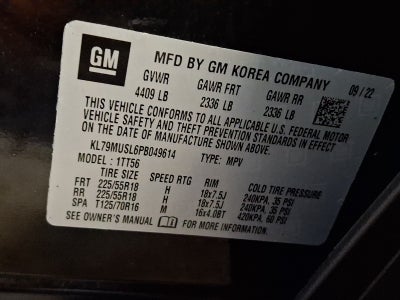 GM
MFD BY GM KOREA COMPANY
GVWR GAWR FRT GAWR RR 09/22
4409 LB 2336 LB 2336 LB
THIS VEHICLE CONFORMS TO ALL APPLICABLE U.S. FEDERAL MOTOR
VEHICLE SAFETY AND THEFT PREVENTION STANDARDS IN EFFECT
ON THE DATE OF MANUFACTURE SHOWN ABOVE.
KL79MUSL6PB049614 TYPE: MPV
MODEL: 1TT56
TIRE SIZE SPEED RTG RIM COLD TIRE PRESSURE
FRT 225/55R18 H 18x7.5J 240KPA, 35 PSI
RR 225/55R18 H 18x7.5J 240KPA, 35 PSI
SPA T125/70R16 M 16x4.0BT 420KPA, 60 PSI
SEE OWNER'S MANUAL FOR MORE INFORMATION.